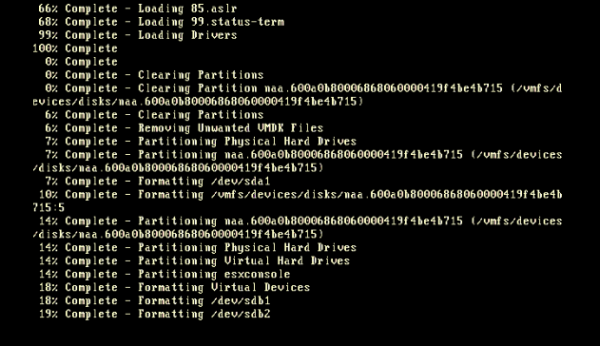 66% Complete - Loading 85.aslr
68% Complete - Loading 99.status-term
99% Complete - Loading Drivers
100% Complete
0% Complete
0% Complete - Clearing Partitions
0% Complete - Clearing Partition naa.600a0b80006868060000419f4be4b715 (/vmfs/d
evices/disks/naa.600a0b80006868060000419f4be4b715)
6% Complete - Clearing Partitions
6% Complete - Removing Unwanted VMDK Files
7% Complete - Partitioning Physical Hard Drives
7% Complete - Partitioning naa.600a0b80006868060000419f4be4b715 (/vmfs/devices
/disks/naa.600a0b80006868060000419f4be4b715)
7% Complete - Formatting /dev/sda1
10% Complete - Formatting /vmfs/devices/disks/naa.600a0b80006868060000419f4be4b
715:5
14% Complete - Partitioning naa.600a0b80006868060000419f4be4b715 (/vmfs/devices
/disks/naa.600a0b80006868060000419f4be4b715)
14% Complete - Partitioning Physical Hard Drives
14% Complete - Partitioning Virtual Hard Drives
14% Complete - Partitioning esxconsole
18% Complete - Formatting Virtual Devices
18% Complete - Formatting /dev/sdb1
19% Complete - Formatting /dev/sdb2